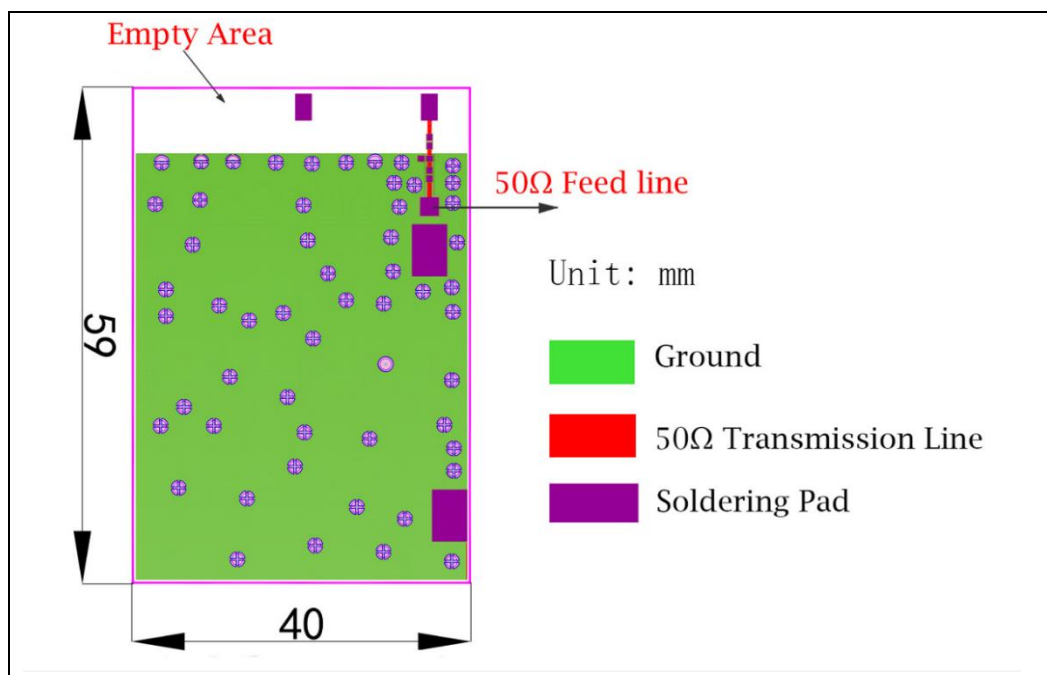 Empty Area
50Ω Feed line
Unit: mm
59
Ground
50Ω Transmission Line
Soldering Pad
40